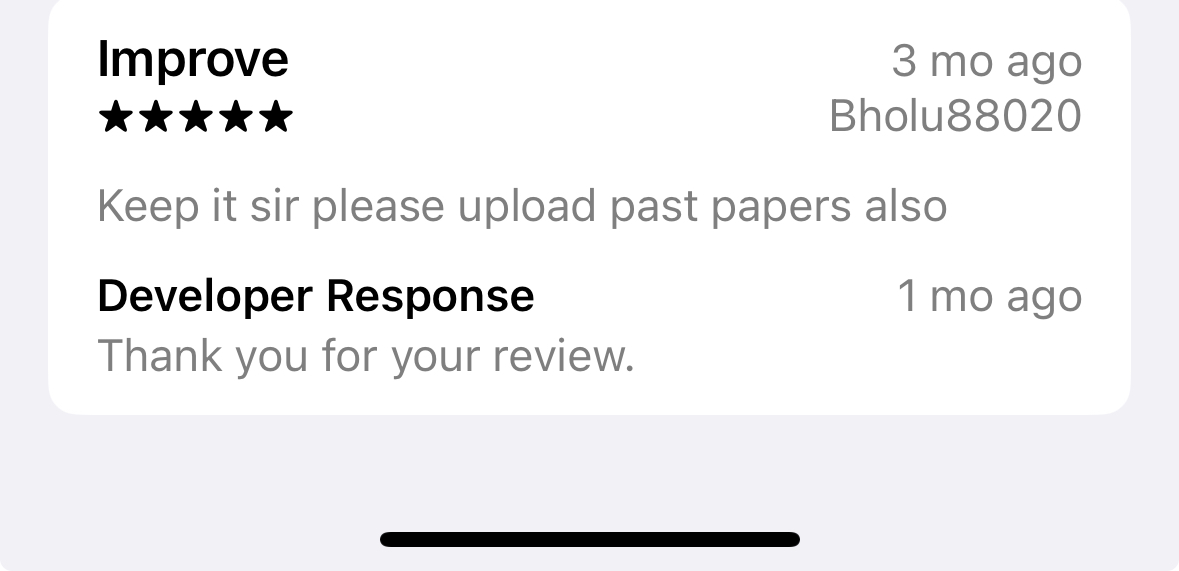 Improve
3 mo ago
★★★★★
Bholu88020
Keep it sir please upload past papers also
Developer Response
1 mo ago
Thank you for your review.